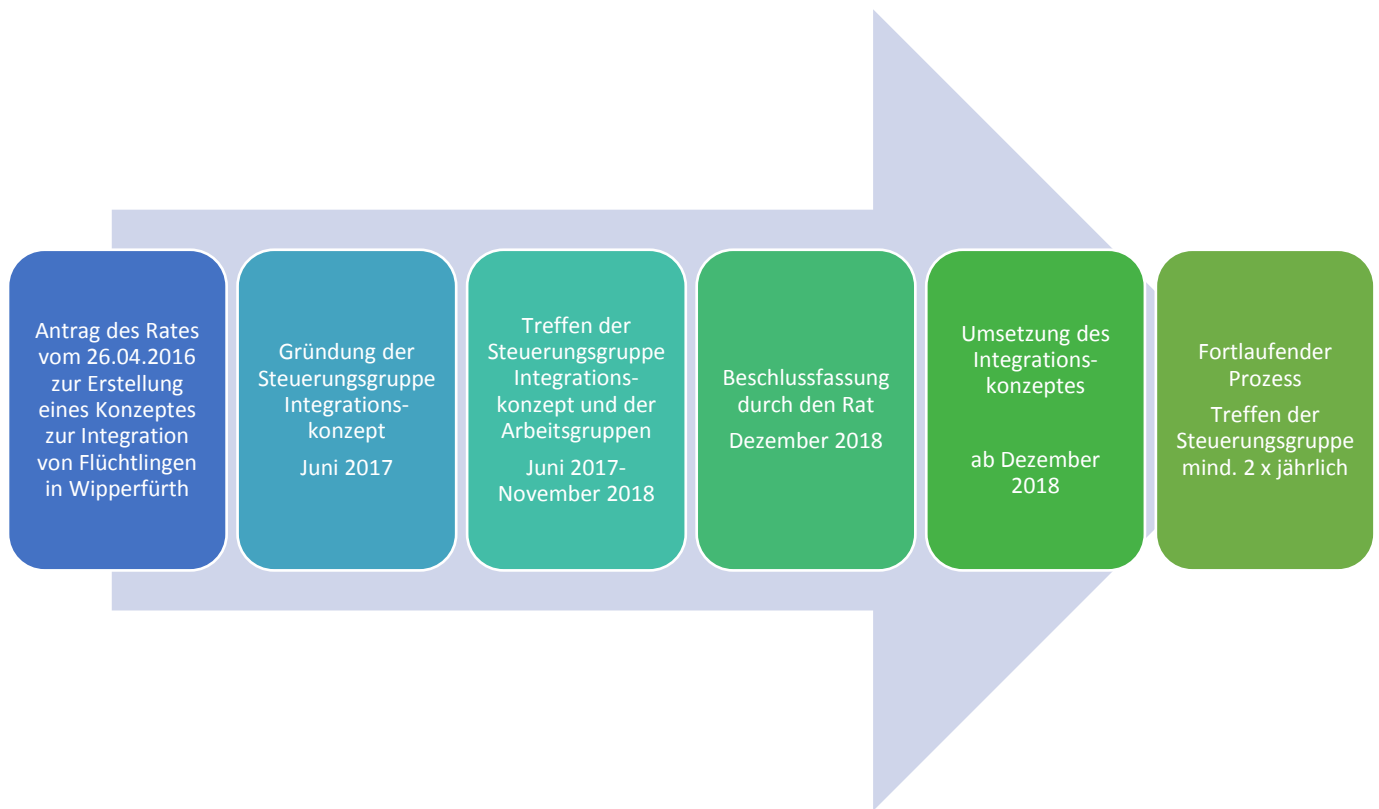 Antrag des Rates
vom 26.04.2016
zur Erstellung
eines Konzeptes
zur Integration
von Flüchtlingen
in Wipperfürth
Gründung der
Steuerungsgruppe
Integrations-
konzept
Juni 2017
Treffen der
Steuerungsgruppe
Integrations-
konzept und der
Arbeitsgruppen
Juni 2017-
November 2018
Beschlussfassung
durch den Rat
Dezember 2018
Umsetzung des
Integrations-
konzeptes
ab Dezember
2018
Fortlaufender
Prozess
Treffen der
Steuerungsgruppe
mind. 2 x jährlich